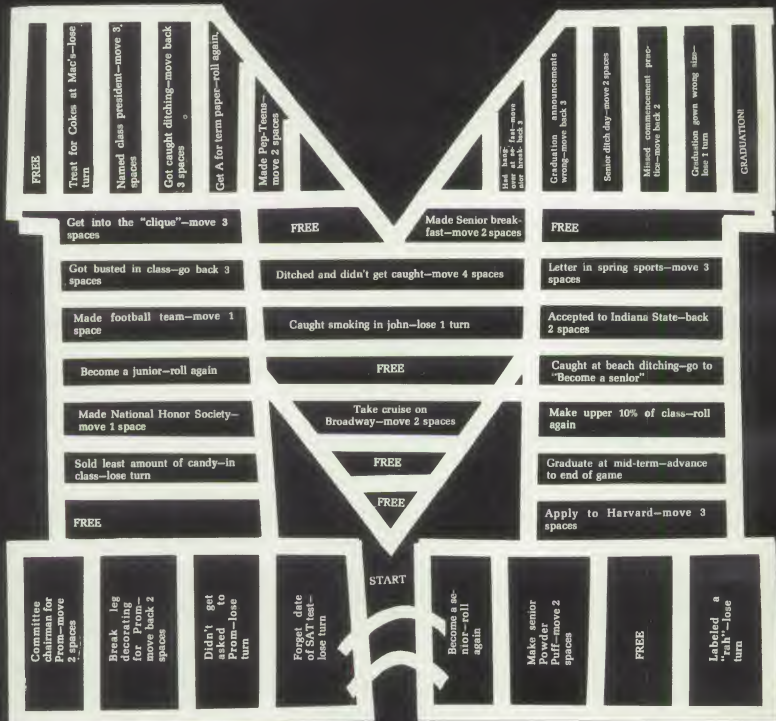 FREE
Treat for Cokes at Mac's—lose
turn
Named class president—move 3
spaces
Got caught ditching—move back
3 spaces
Get A for term paper—roll again.
Made Pep-Teens—
move 2 spaces
Had hang-
over at se-
nior break-
fast—move
back 3
Graduation announcements
wrong—move back 3
Senior ditch day—move 2 spaces
Missed commencement prac-
tice—move back 2
Graduation gown wrong size—
lose 1 turn
GRADUATION!
Get into the "clique"—move 3
spaces
FREE
Made Senior break-
fast—move 2 spaces
FREE
Got busted in class—go back 3
spaces
Ditched and didn't get caught—move 4 spaces
Letter in spring sports—move 3
spaces
Made football team—move 1
space
Caught smoking in john—lose 1 turn
Accepted to Indiana State—back
2 spaces
Become a junior—roll again
FREE
Caught at beach ditching—go to
"Become a senior"
Made National Honor Society—
move 1 space
Take cruise on
Broadway—move 2 spaces
Make upper 10% of class—roll
again
Sold least amount of candy—in
class—lose turn
FREE
Graduate at mid-term—advance
to end of game
FREE
FREE
Apply to Harvard—move 3
spaces
START
Committee
chairman for
Prom—move
2 spaces
Break leg
decorating
for Prom—
move back 2
Didn't get
asked to
Prom—lose
turn
Forget date
of SAT test—
lose turn
Become a se-
nior—roll
again
Make senior
Powder
Puff—move 2
spaces
FREE
Labeled a
"rah"—lose
turn